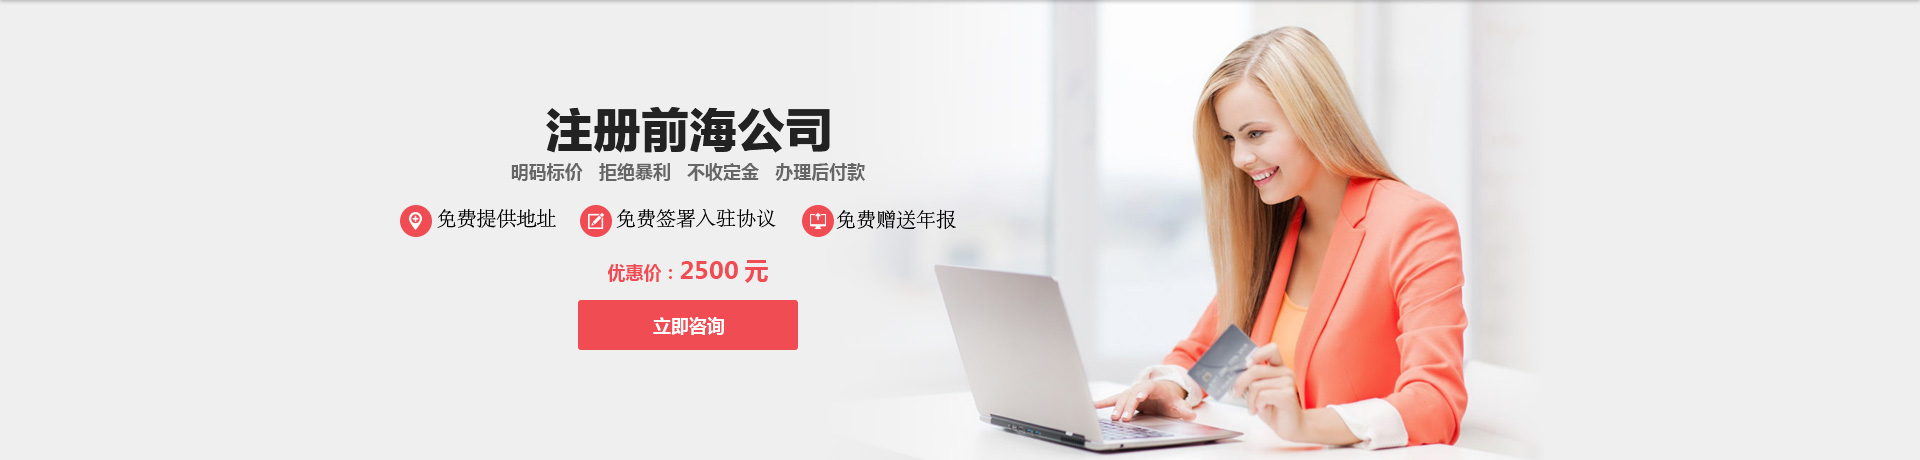 注册前海公司
明码标价 拒绝暴利 不收定金 办理后付款
免费提供地址 免费签署入驻协议 免费赠送年报
优惠价：2500 元
立即咨询